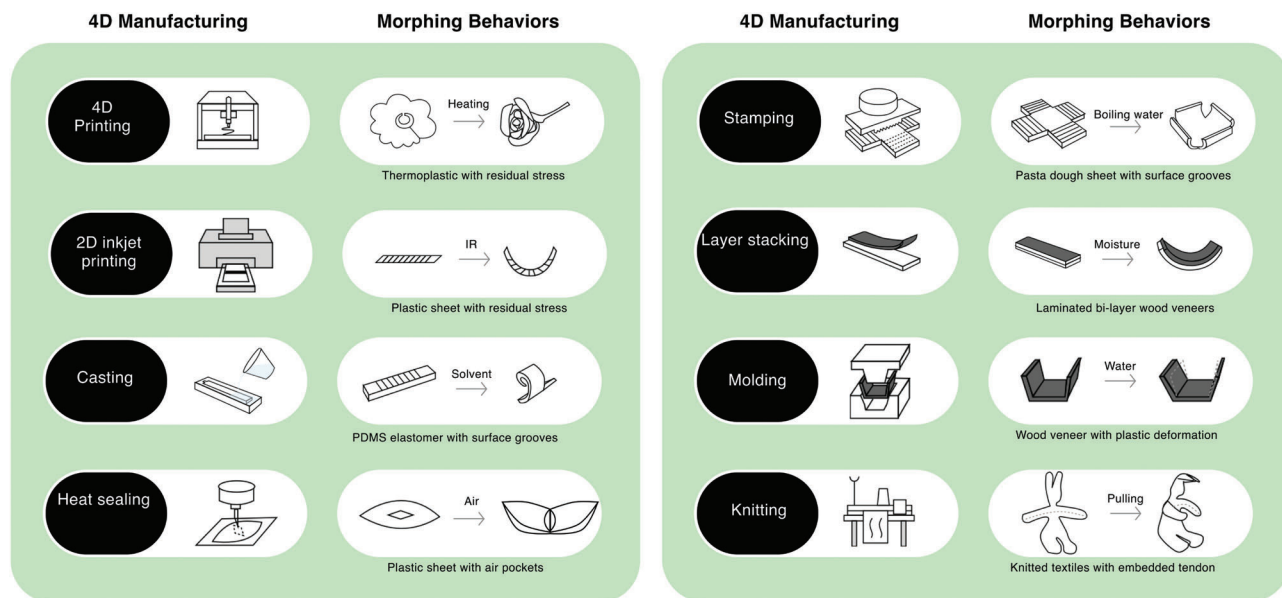 4D Manufacturing
Morphing Behaviors
4D
Printing
Heating
Thermoplastic with residual stress
2D inkjet
printing
IR
Plastic sheet with residual stress
Casting
Solvent
PDMS elastomer with surface grooves
Heat sealing
Air
Plastic sheet with air pockets
4D Manufacturing
Morphing Behaviors
Stamping
Boiling water
Pasta dough sheet with surface grooves
Layer stacking
Moisture
Laminated bi-layer wood veneers
Molding
Water
Wood veneer with plastic deformation
Knitting
Pulling
Knitted textiles with embedded tendon